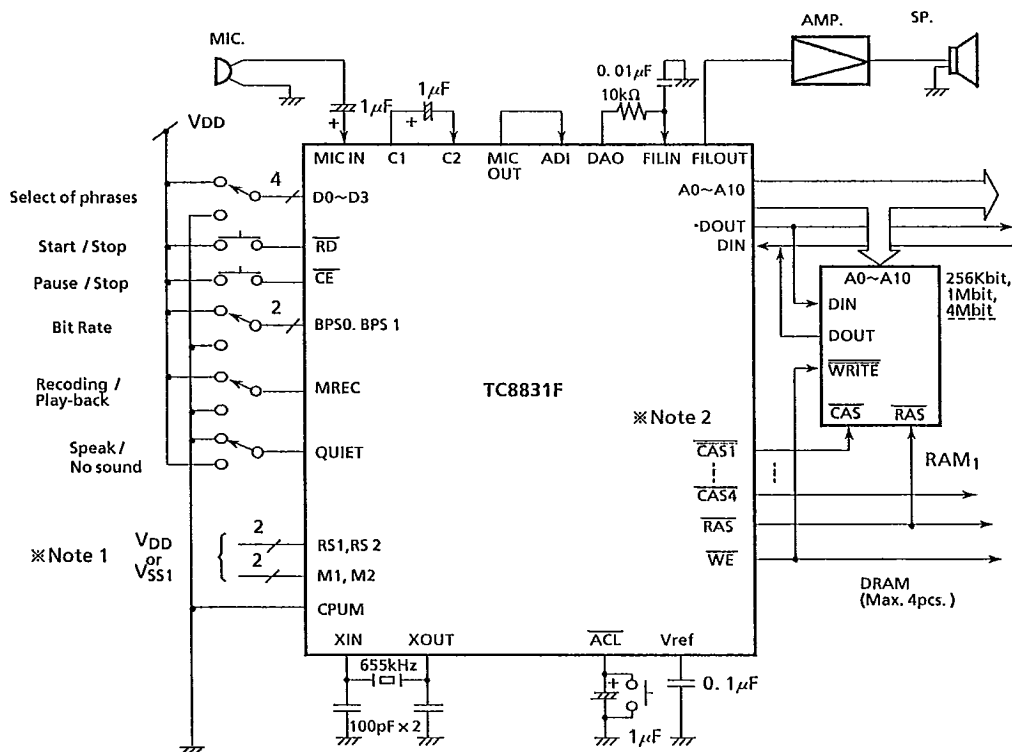 AMP.
SP.
MIC.
0.01μF
10kΩ
1μF
+
1μF
+
VDD
MIC IN
C1
C2
MIC OUT
ADI
DAO
FILIN
FILOUT
Select of phrases
4
D0~D3
A0~A10
·DOUT
DIN
Start / Stop
RD
Pause / Stop
CE
A0~A10
256Kbit,
1Mbit,
4Mbit
DIN
DOUT
WRITE
CAS
RAS
Bit Rate
2
BPS0. BPS 1
Recoding /
Play-back
MREC
TC8831F
※Note 2
Speak /
No sound
QUIET
CAS1
CAS4
RAS
WE
RAM1
※Note 1
VDD
or
VSS1
2
RS1, RS 2
2
M1, M2
CPUM
DRAM
(Max. 4pcs. )
XIN
XOUT
ACL
Vref
655kHz
100pF × 2
+
1μF
0. 1μF